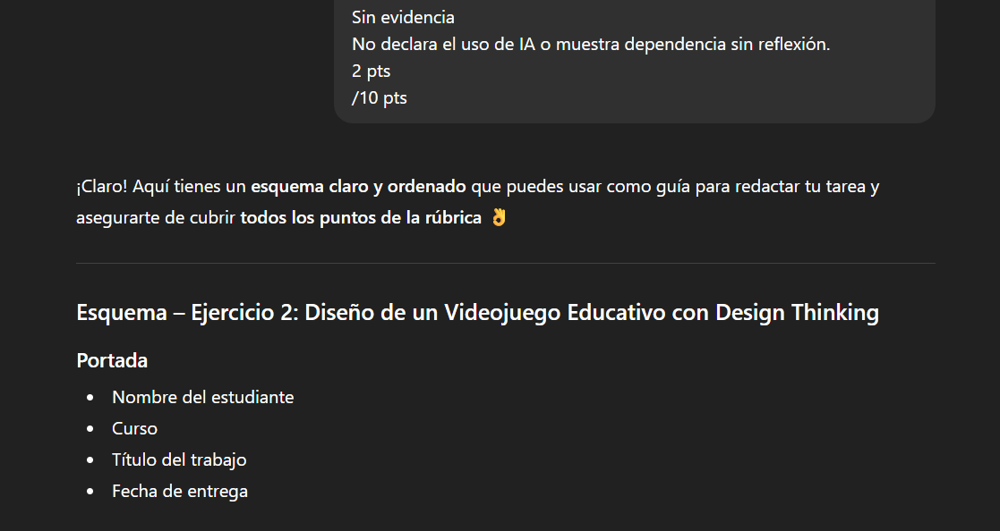 Sin evidencia
No declara el uso de IA o muestra dependencia sin reflexión.
2 pts
/10 pts
¡Claro! Aquí tienes un esquema claro y ordenado que puedes usar como guía para redactar tu tarea y
asegurarte de cubrir todos los puntos de la rúbrica 👌
Esquema – Ejercicio 2: Diseño de un Videojuego Educativo con Design Thinking
Portada
• Nombre del estudiante
• Curso
• Título del trabajo
• Fecha de entrega